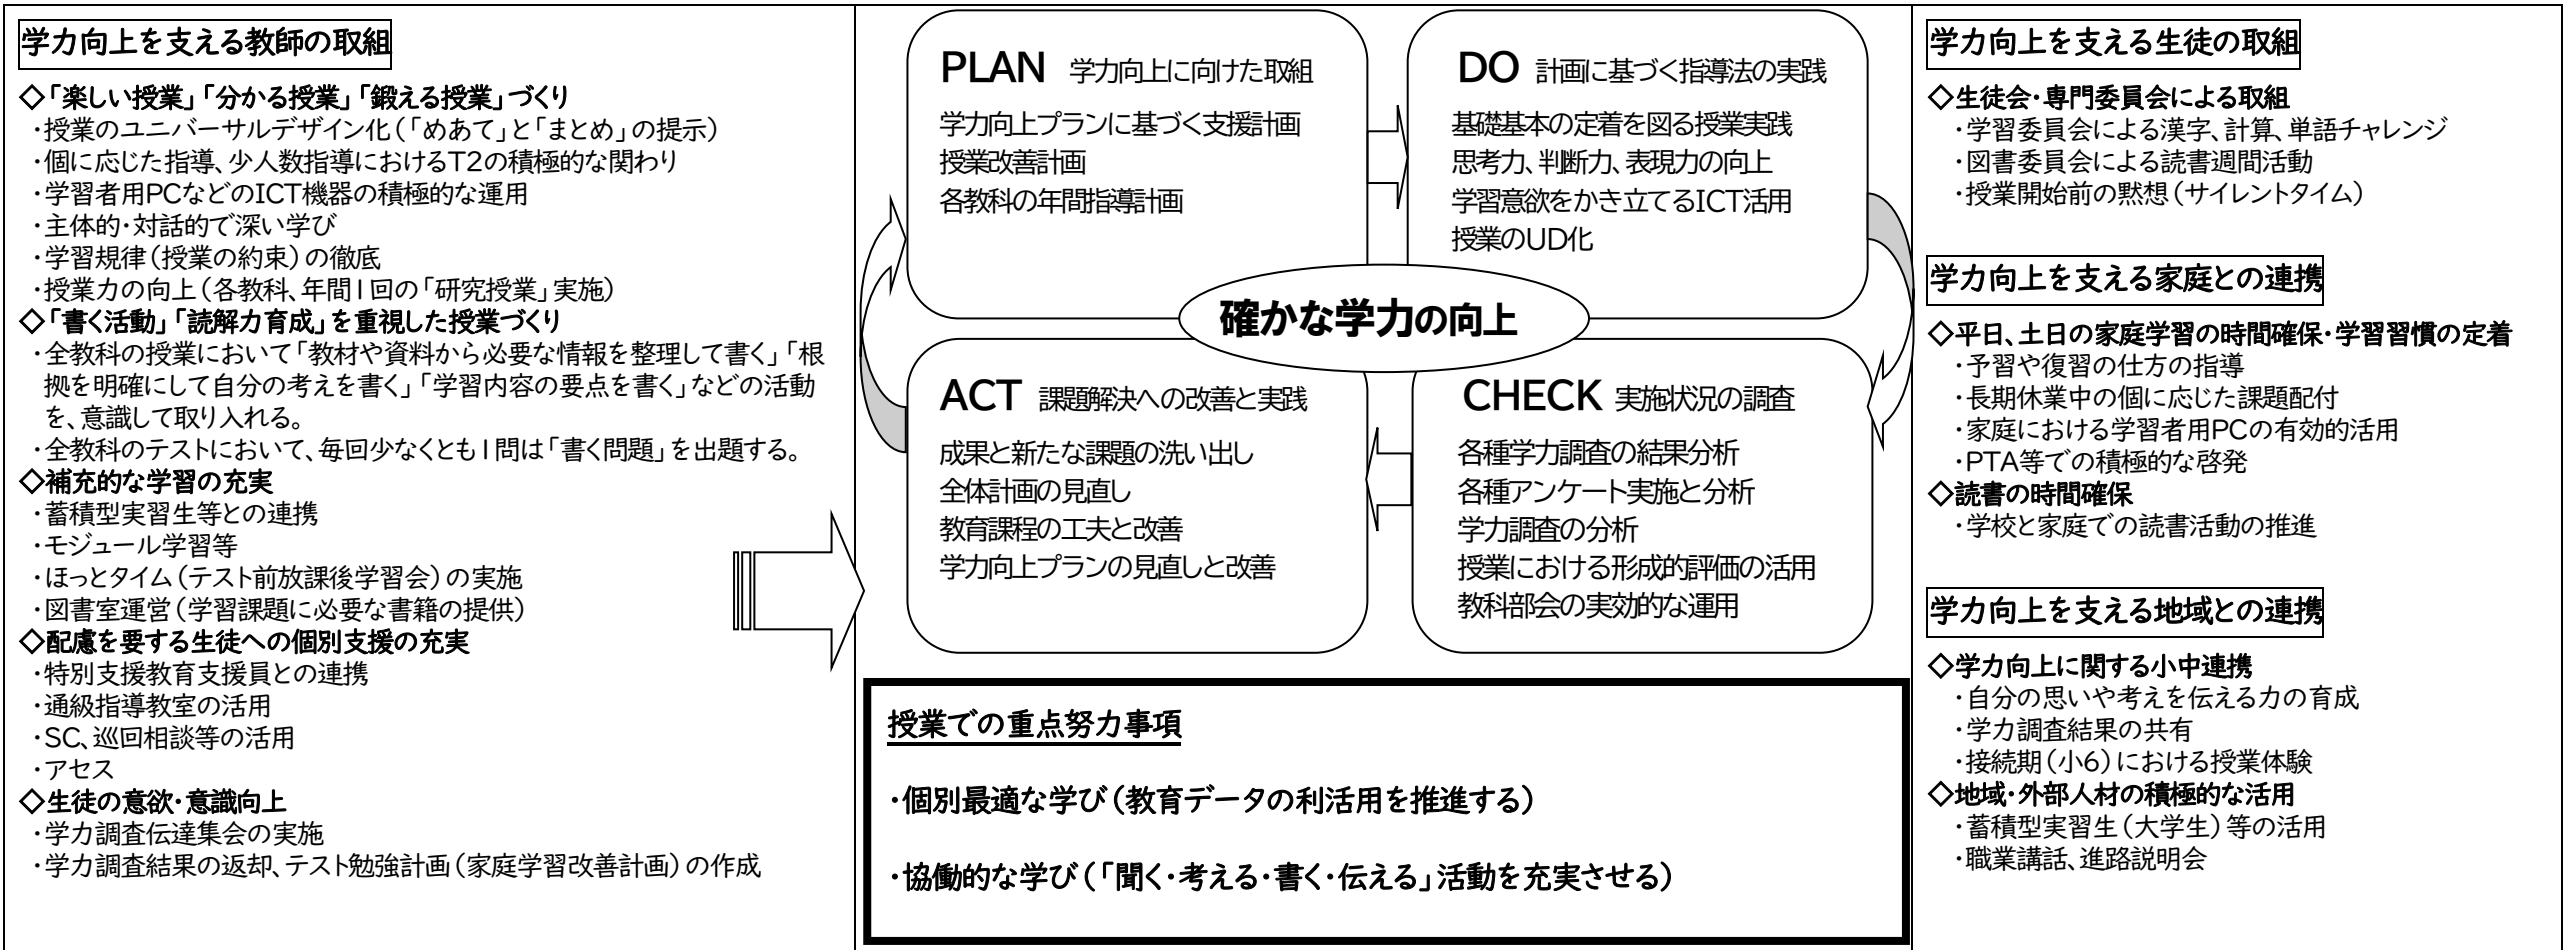 学力向上を支える教師の取組
◇「楽しい授業」「分かる授業」「鍛える授業」づくり
・授業のユニバーサルデザイン化(「めあて」と「まとめ」の提示)
・個に応じた指導、少人数指導におけるT2の積極的な関わり
・学習者用PCなどのICT機器の積極的な運用
・主体的・対話的で深い学び
・学習規律(授業の約束)の徹底
・授業力の向上(各教科、年間1回の「研究授業」実施)
◇「書く活動」「読解力育成」を重視した授業づくり
・全教科の授業において「教材や資料から必要な情報を整理して書く」「根
拠を明確にして自分の考えを書く」「学習内容の要点を書く」などの活動
を、意識して取り入れる。
・全教科のテストにおいて、毎回少なくとも1問は「書く問題」を出題する。
◇補充的な学習の充実
・蓄積型実習生等との連携
・モジュール学習等
・ほっとタイム(テスト前放課後学習会)の実施
・図書室運営(学習課題に必要な書籍の提供)
◇配慮を要する生徒への個別支援の充実
・特別支援教育支援員との連携
・通級指導教室の活用
・SC、巡回相談等の活用
・アセス
◇生徒の意欲・意識向上
・学力調査伝達集会の実施
・学力調査結果の返却、テスト勉強計画(家庭学習改善計画)の作成
PLAN 学力向上に向けた取組
学力向上プランに基づく支援計画
授業改善計画
各教科の年間指導計画
DO 計画に基づく指導法の実践
基礎基本の定着を図る授業実践
思考力、判断力、表現力の向上
学習意欲をかき立てるICT活用
授業のUD化
確かな学力の向上
ACT 課題解決への改善と実践
成果と新たな課題の洗い出し
全体計画の見直し
教育課程の工夫と改善
学力向上プランの見直しと改善
CHECK 実施状況の調査
各種学力調査の結果分析
各種アンケート実施と分析
学力調査の分析
授業における形成的評価の活用
教科部会の実効的な運用
授業での重点努力事項
・個別最適な学び(教育データの利活用を推進する)
・協働的な学び(「聞く・考える・書く・伝える」活動を充実させる)
学力向上を支える生徒の取組
◇生徒会・専門委員会による取組
・学習委員会による漢字、計算、単語チャレンジ
・図書委員会による読書週間活動
・授業開始前の黙想(サイレントタイム)
学力向上を支える家庭との連携
◇平日、土日の家庭学習の時間確保・学習習慣の定着
・予習や復習の仕方の指導
・長期休業中の個に応じた課題配付
・家庭における学習者用PCの有効的活用
・PTA等での積極的な啓発
◇読書の時間確保
・学校と家庭での読書活動の推進
学力向上を支える地域との連携
◇学力向上に関する小中連携
・自分の思いや考えを伝える力の育成
・学力調査結果の共有
・接続期(小6)における授業体験
◇地域・外部人材の積極的な活用
・蓄積型実習生(大学生)等の活用
・職業講話、進路説明会